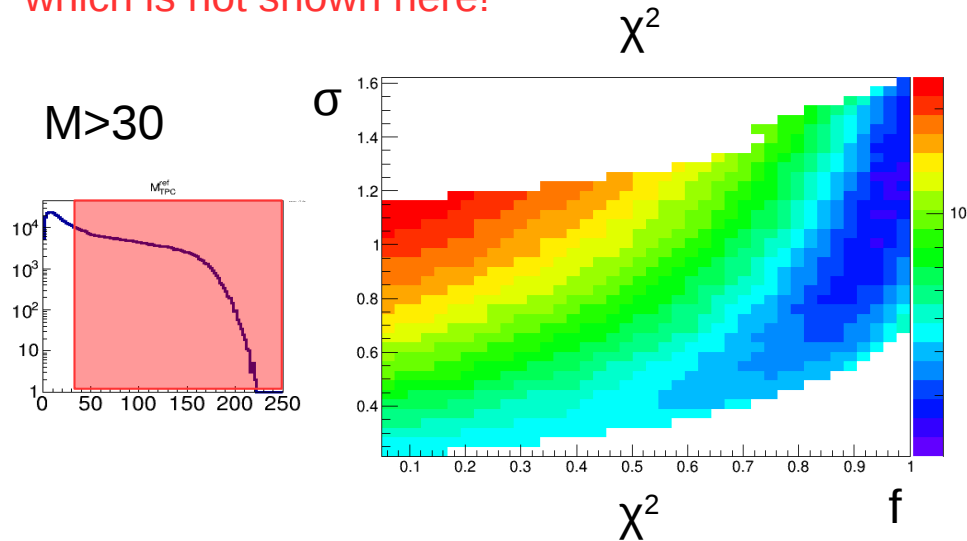 which is not shown here!
χ²
M>30
σ
M^ref_TPC
10⁴
10³
10²
10
1
0 50 100 150 200 250
1.6
1.4
1.2
1
0.8
0.6
0.4
0.1 0.2 0.3 0.4 0.5 0.6 0.7 0.8 0.9 1
10
χ²
f